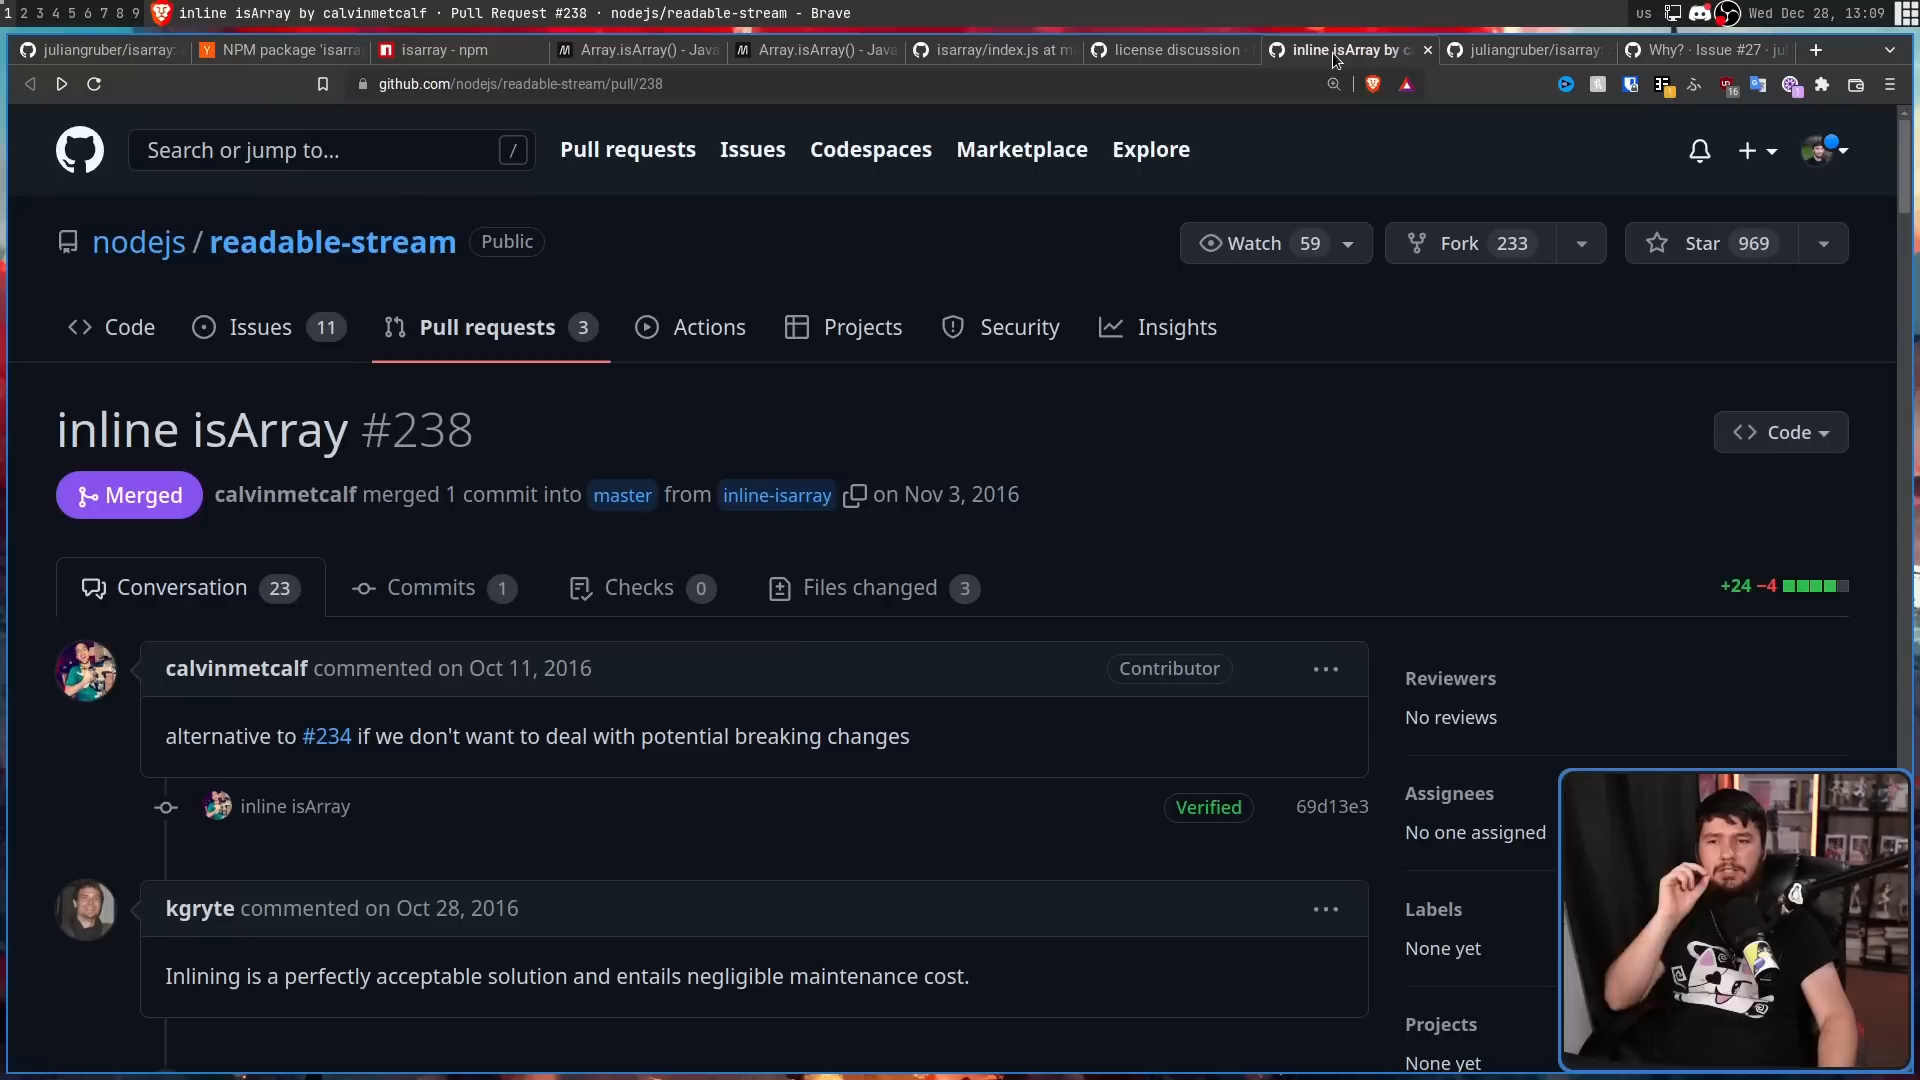 1 2 3 4 5 6 7 8 9 inline isArray by calvinmetcalf · Pull Request #238 · nodejs/readable-stream - Brave us Wed Dec 28, 13:09
juliangruber/isarray: NPM package 'isarra isarray - npm Array.isArray() - Java Array.isArray() - Java isarray/index.js at m license discussion · inline isArray by c juliangruber/isarray: Why? · Issue #27 · jul
github.com/nodejs/readable-stream/pull/238 16
Search or jump to... / Pull requests Issues Codespaces Marketplace Explore
nodejs / readable-stream Public Watch 59 Fork 233 Star 969
Code Issues 11 Pull requests 3 Actions Projects Security Insights
inline isArray #238
Code
Merged calvinmetcalf merged 1 commit into master from inline-isarray on Nov 3, 2016
Conversation 23 Commits 1 Checks 0 Files changed 3 +24 −4
calvinmetcalf commented on Oct 11, 2016 Contributor
alternative to #234 if we don't want to deal with potential breaking changes
inline isArray Verified 69d13e3
kgryte commented on Oct 28, 2016
Inlining is a perfectly acceptable solution and entails negligible maintenance cost.
Reviewers
No reviews
Assignees
No one assigned
Labels
None yet
Projects
None yet